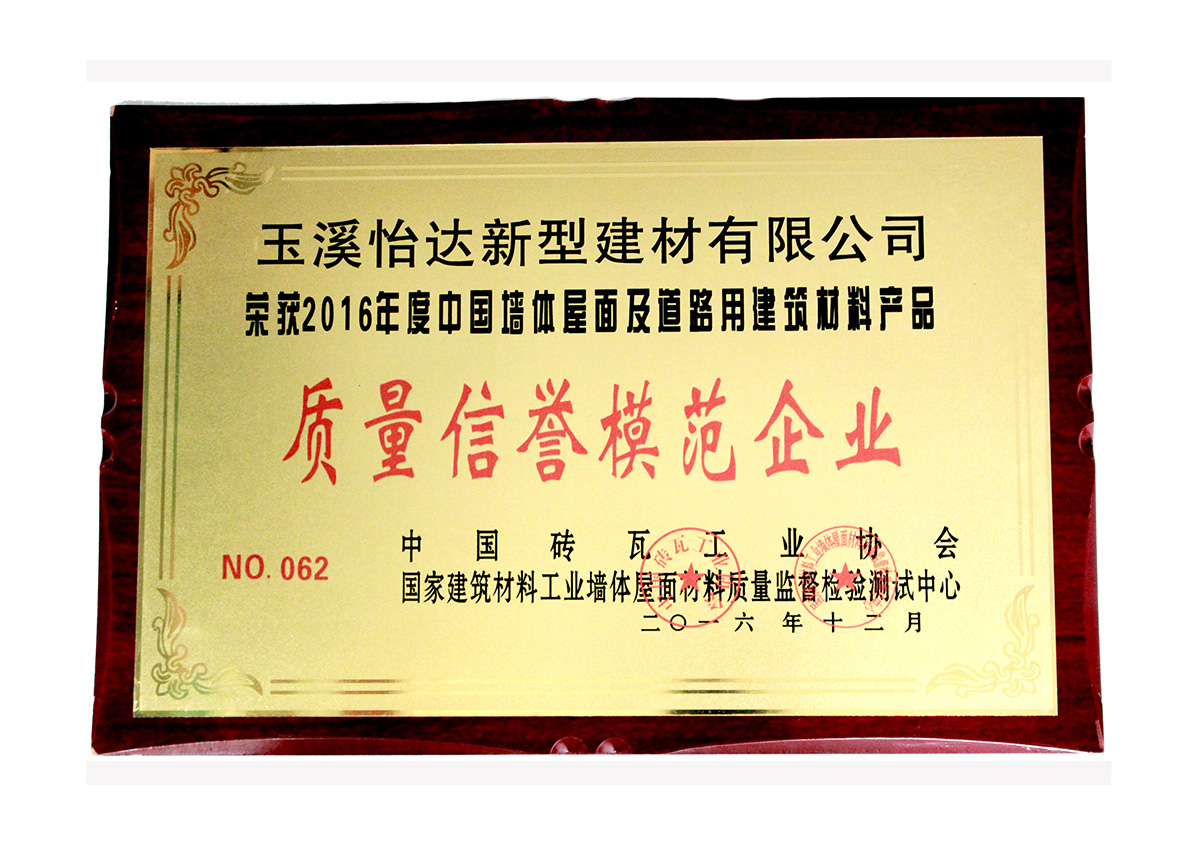 玉溪怡达新型建材有限公司
荣获2016年度中国墙体屋面及道路用建筑材料产品
质量信誉模范企业
中国砖瓦工业协会
NO. 062
国家建筑材料工业墙体屋面材料质量监督检验测试中心
二〇一六年十二月